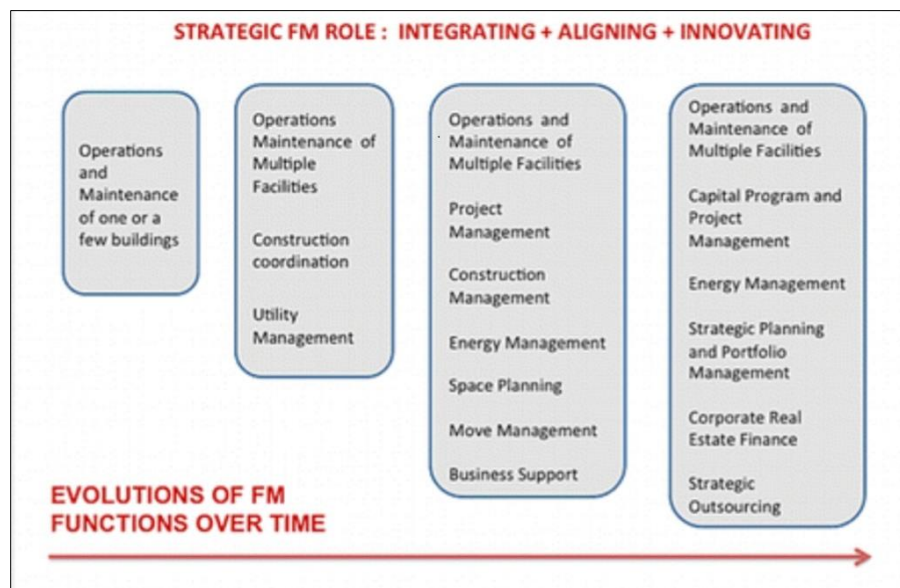 STRATEGIC FM ROLE : INTEGRATING + ALIGNING + INNOVATING
Operations
and
Maintenance
of one or a
few buildings
Operations
Maintenance of
Multiple
Facilities
Construction
coordination
Utility
Management
Operations and
Maintenance of
Multiple Facilities
Project
Management
Construction
Management
Energy Management
Space Planning
Move Management
Business Support
Operations and
Maintenance of
Multiple Facilities
Capital Program and
Project
Management
Energy Management
Strategic Planning
and Portfolio
Management
Corporate Real
Estate Finance
Strategic
Outsourcing
EVOLUTIONS OF FM
FUNCTIONS OVER TIME